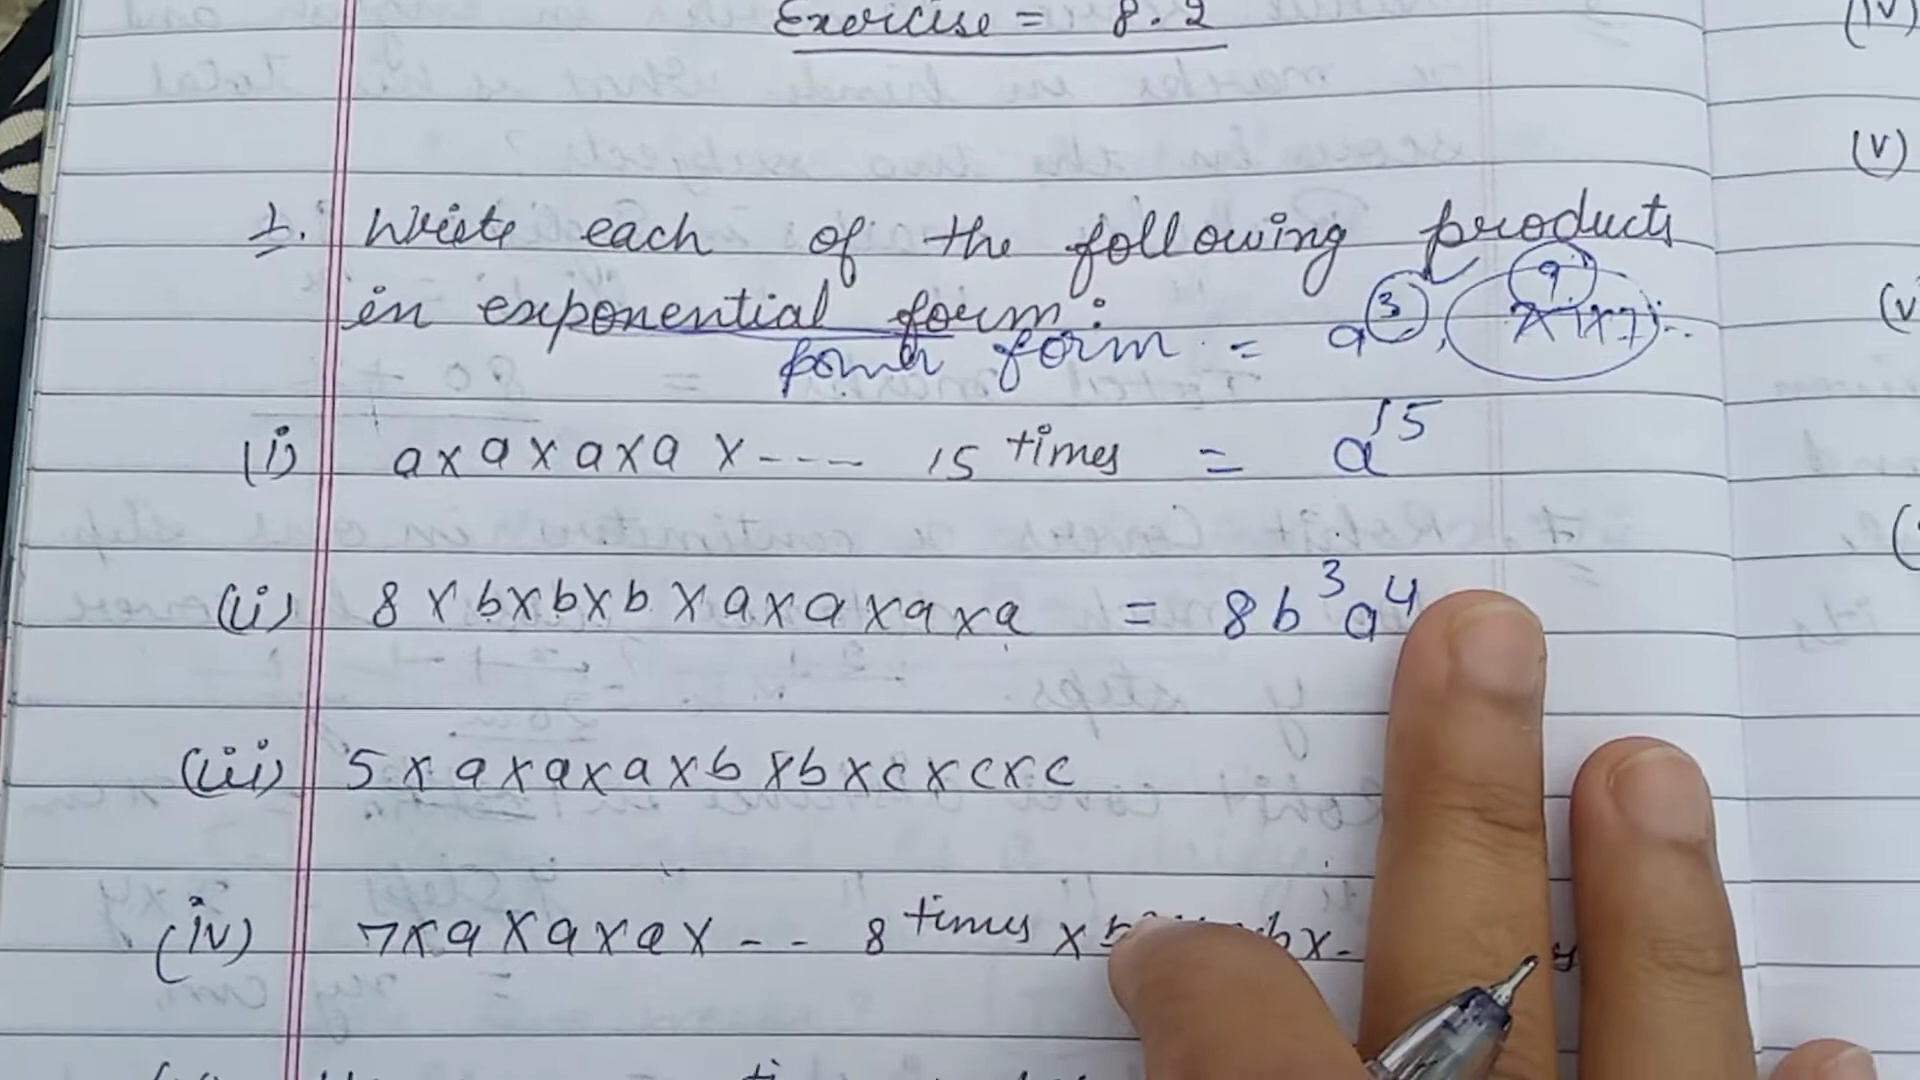 Exercise = 8.2
1. Write each of the following products
in exponential form:
power form = a³,
(i) a x a x a x a x ---- 15 times = a¹⁵
(ii) 8 x b x b x b x a x a x a x a = 8b³a⁴
(iii) 5 x a x a x a x b x b x c x c x c
(iv) 7 x a x a x a x -- 8 times x b x
(iv)
(v)